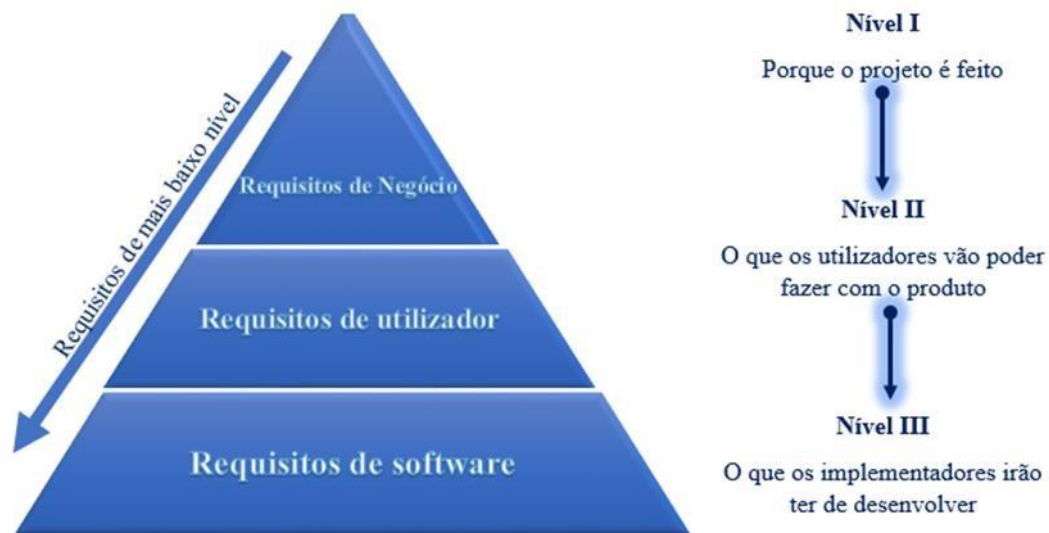 Requisitos de mais baixo nível
Requisitos de Negócio
Requisitos de utilizador
Requisitos de software
Nível I
Porque o projeto é feito
Nível II
O que os utilizadores vão poder
fazer com o produto
Nível III
O que os implementadores irão
ter de desenvolver